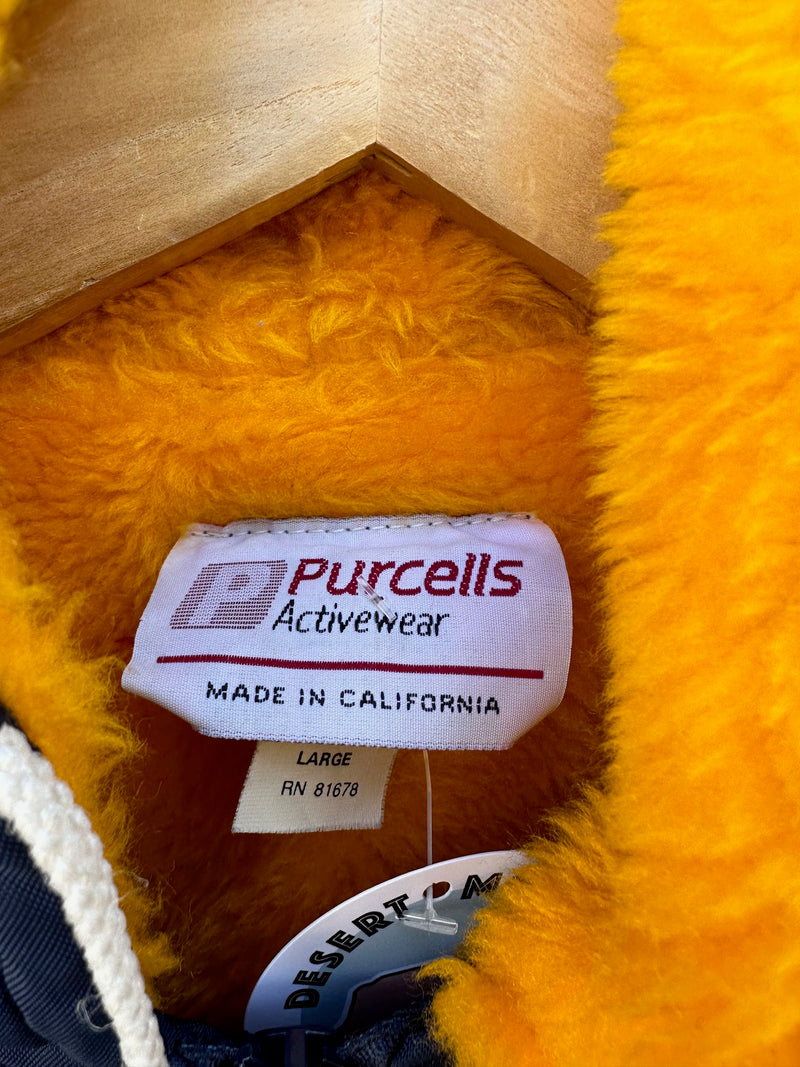 P Purcells
Activewear
MADE IN CALIFORNIA
LARGE
RN 81678
DESERT • M